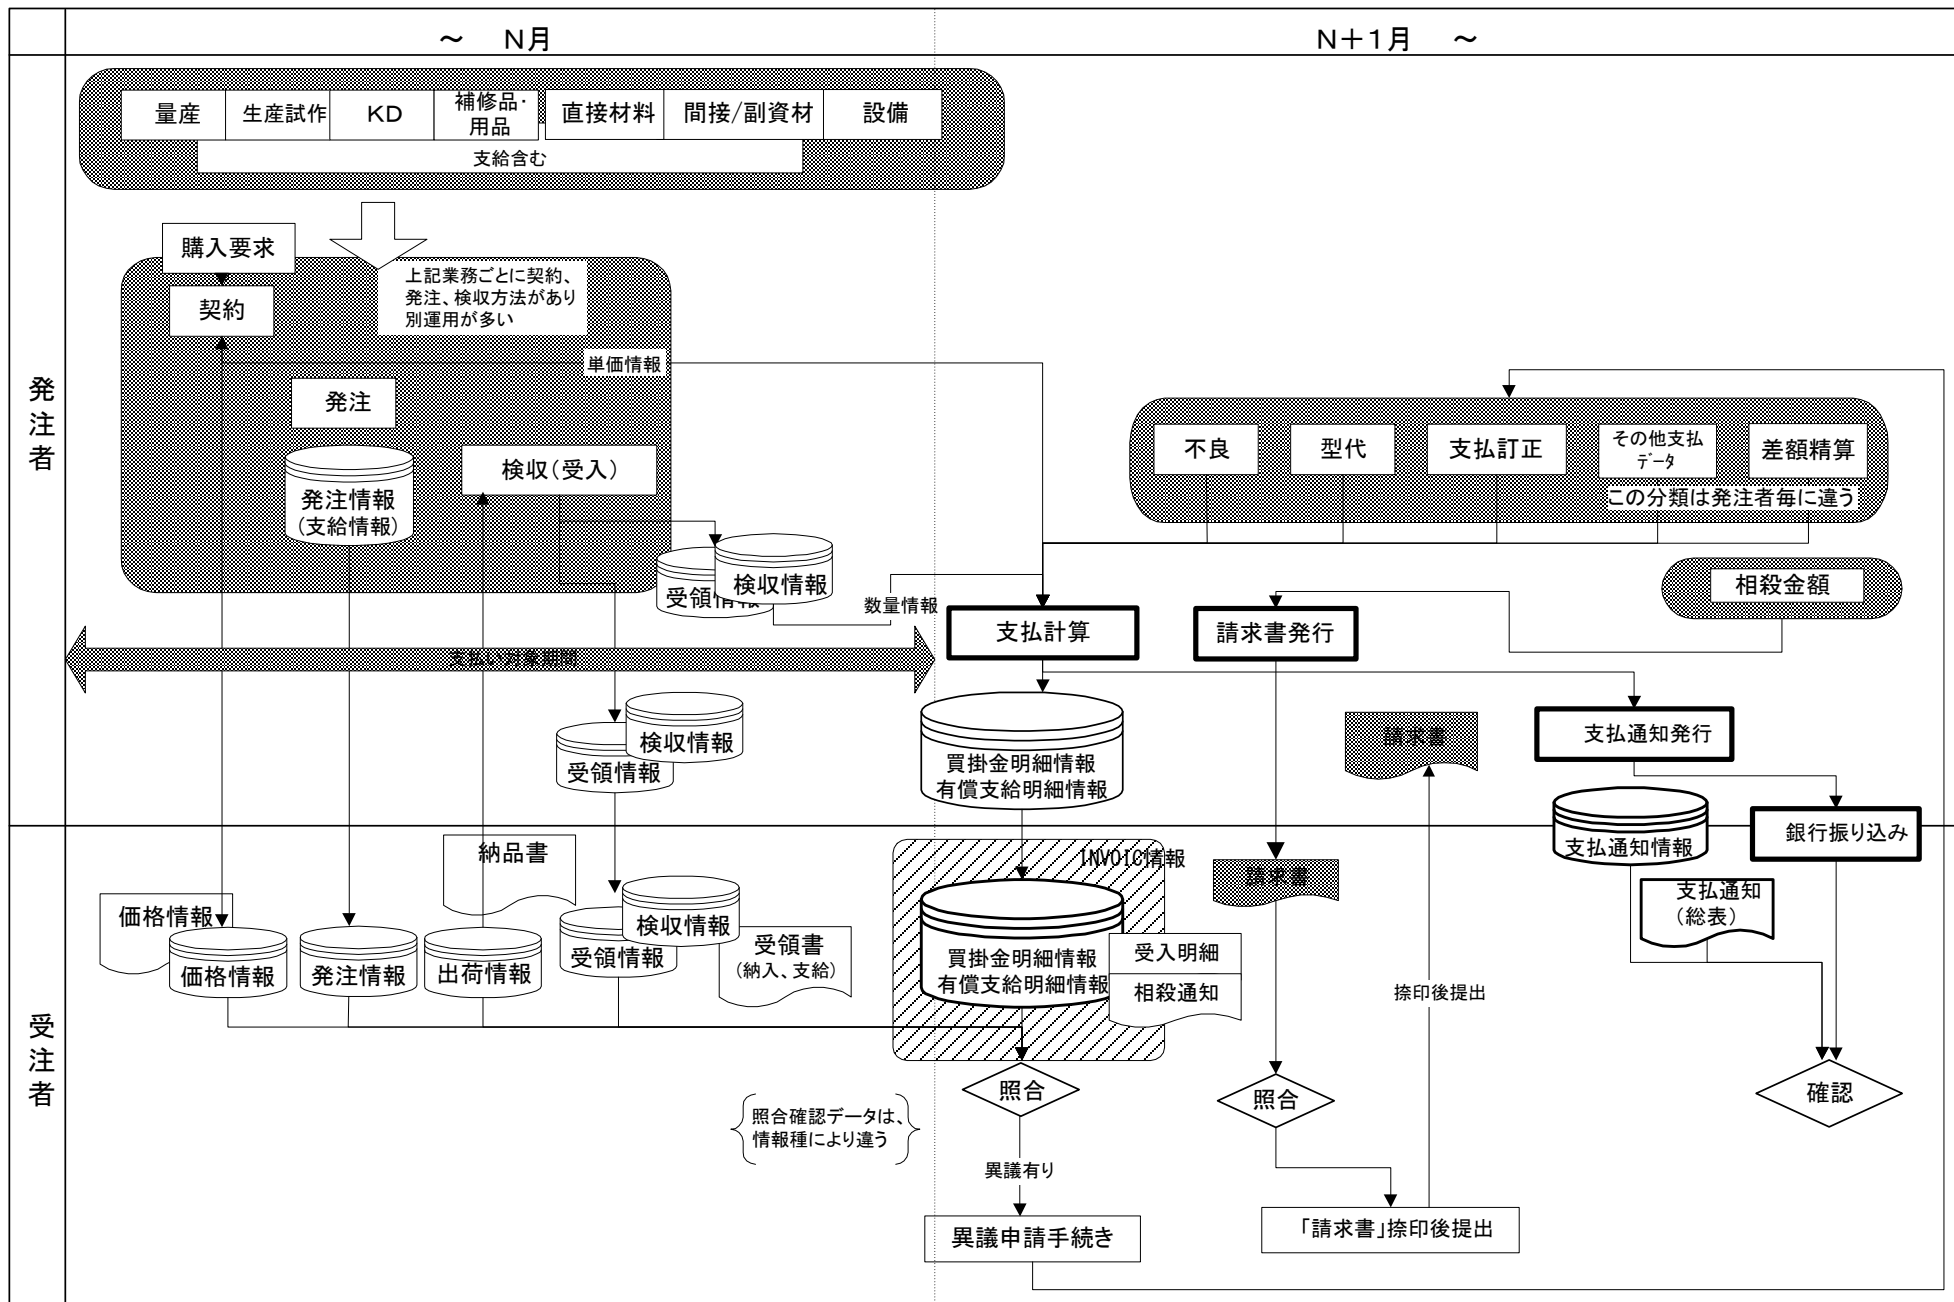 ～ N月
N＋1月 ～
発注者
量産
生産試作
KD
補修品・
用品
直接材料
間接/副資材
設備
支給含む
購入要求
契約
上記業務ごとに契約、
発注、検収方法があり
別運用が多い
単価情報
発注
発注情報
(支給情報)
検収(受入)
受領情報
検収情報
数量情報
支払い対象期間
受領情報
検収情報
不良
型代
支払訂正
その他支払
ﾃﾞｰﾀ
差額精算
この分類は発注者毎に違う
相殺金額
支払計算
請求書発行
買掛金明細情報
有償支給明細情報
請求書
支払通知発行
支払通知情報
銀行振り込み
受注者
価格情報
価格情報
発注情報
納品書
出荷情報
受領情報
検収情報
受領書
(納入、支給)
INVOIC情報
買掛金明細情報
有償支給明細情報
受入明細
相殺通知
請求書
支払通知
(総表)
捺印後提出
照合
照合
確認
照合確認データは、
情報種により違う
異議有り
異議申請手続き
「請求書」捺印後提出